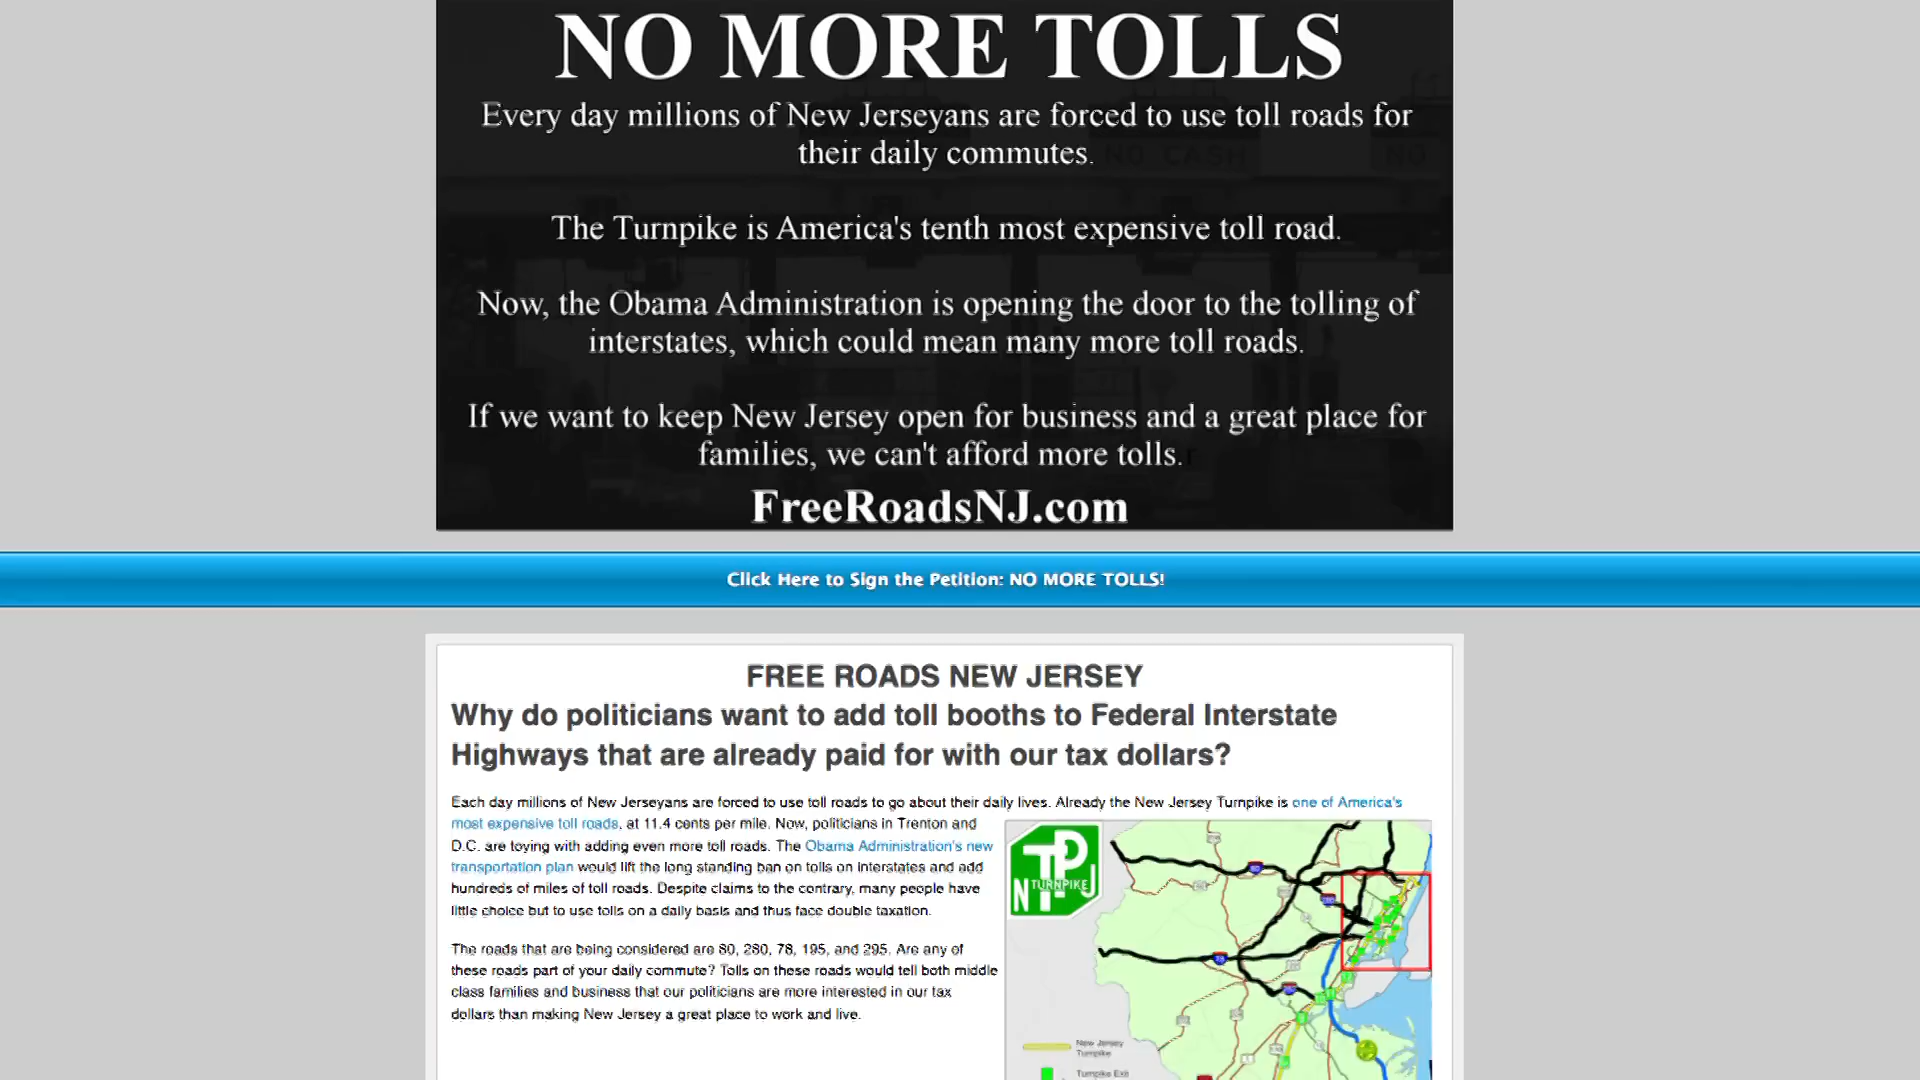 NO MORE TOLLS
Every day millions of New Jerseyans are forced to use toll roads for
their daily commutes.
The Turnpike is America's tenth most expensive toll road.
Now, the Obama Administration is opening the door to the tolling of
interstates, which could mean many more toll roads.
If we want to keep New Jersey open for business and a great place for
families, we can't afford more tolls.
FreeRoadsNJ.com
Click Here to Sign the Petition: NO MORE TOLLS!
FREE ROADS NEW JERSEY
Why do politicians want to add toll booths to Federal Interstate
Highways that are already paid for with our tax dollars?
Each day millions of New Jerseyans are forced to use toll roads to go about their daily lives. Already the New Jersey Turnpike is one of America's
most expensive toll roads, at 11.4 cents per mile. Now, politicians in Trenton and
D.C. are toying with adding even more toll roads. The Obama Administration's new
transportation plan would lift the long standing ban on tolls on interstates and add
hundreds of miles of toll roads. Despite claims to the contrary, many people have
little choice but to use tolls on a daily basis and thus face double taxation.
The roads that are being considered are 80, 280, 78, 195, and 295. Are any of
these roads part of your daily commute? Tolls on these roads would tell both middle
class families and business that our politicians are more interested in our tax
dollars than making New Jersey a great place to work and live.
NJ TP
TURNPIKE
New Jersey
Turnpike
Turnpike Exit